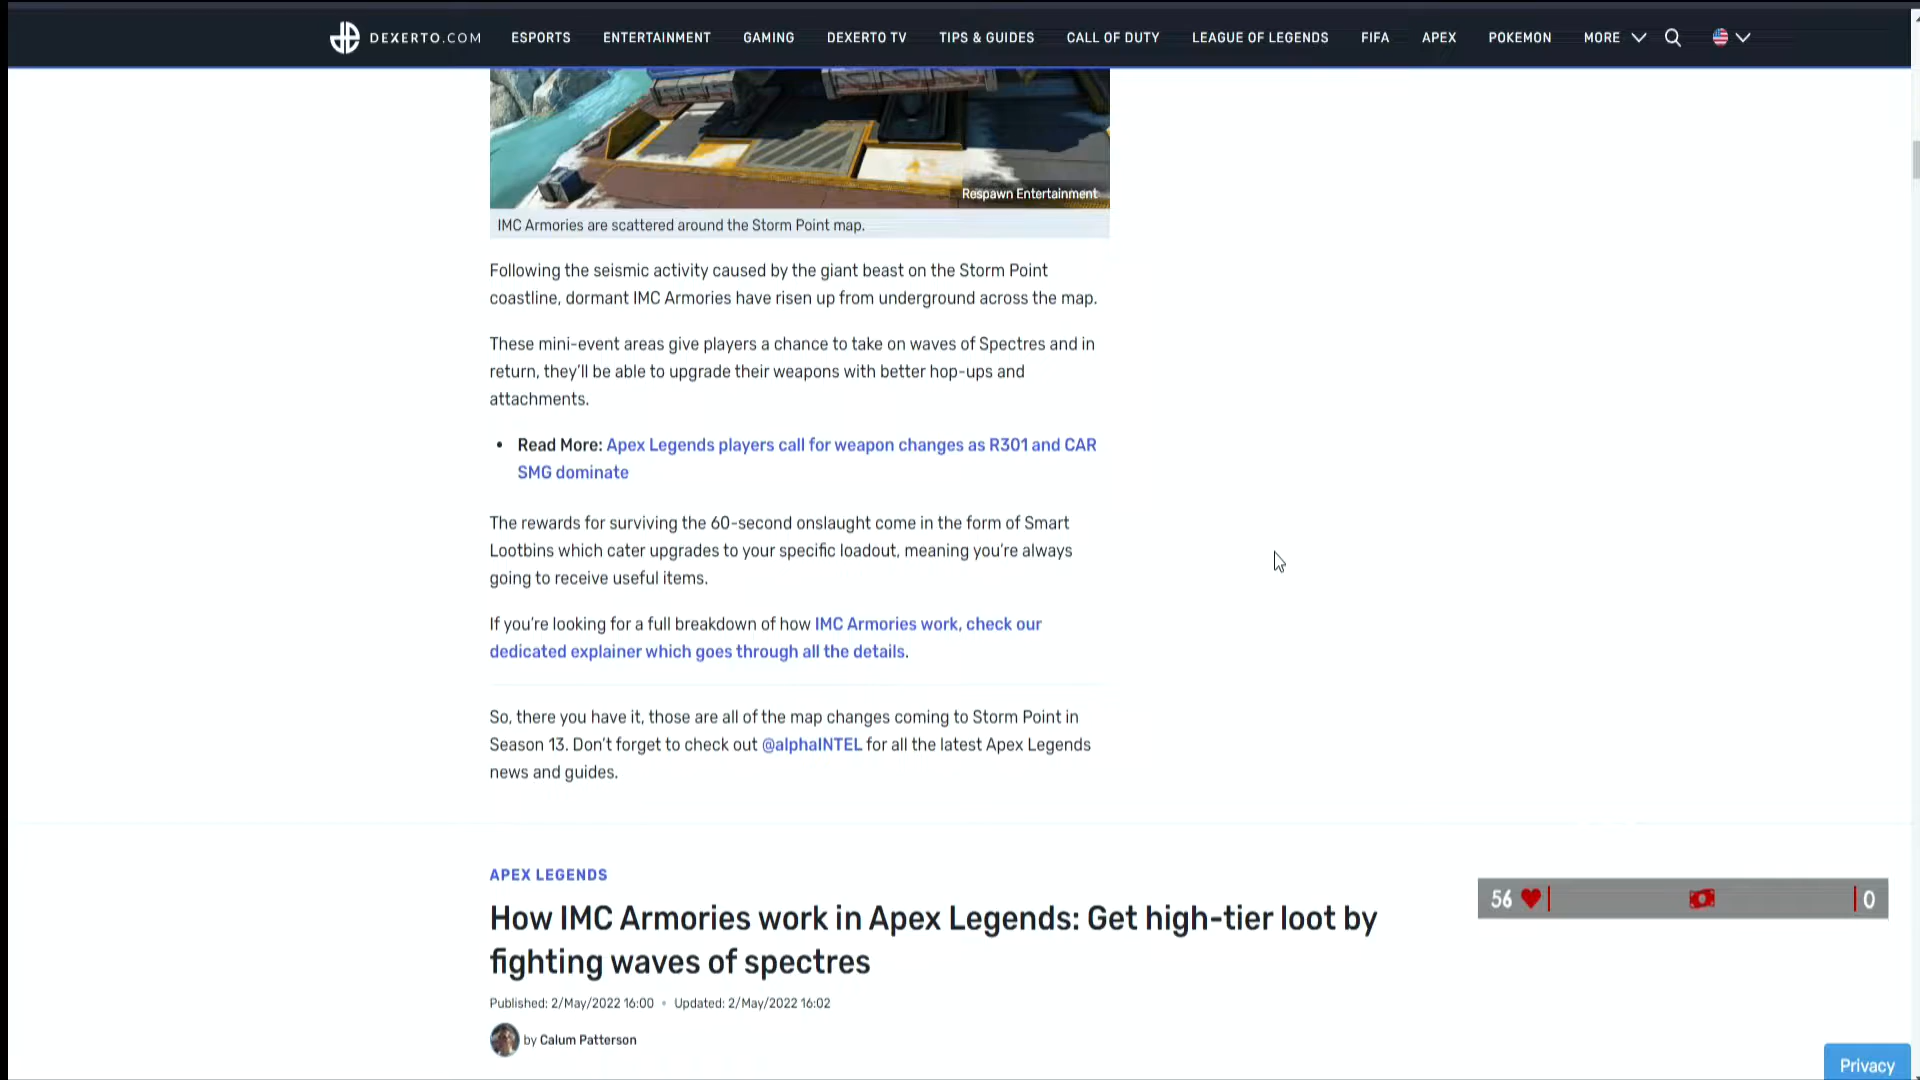 DEXERTO.COM ESPORTS ENTERTAINMENT GAMING DEXERTO TV TIPS & GUIDES CALL OF DUTY LEAGUE OF LEGENDS FIFA APEX POKEMON MORE
Respawn Entertainment
IMC Armories are scattered around the Storm Point map.
Following the seismic activity caused by the giant beast on the Storm Point
coastline, dormant IMC Armories have risen up from underground across the map.
These mini-event areas give players a chance to take on waves of Spectres and in
return, they’ll be able to upgrade their weapons with better hop-ups and
attachments.
• Read More: Apex Legends players call for weapon changes as R301 and CAR
SMG dominate
The rewards for surviving the 60-second onslaught come in the form of Smart
Lootbins which cater upgrades to your specific loadout, meaning you’re always
going to receive useful items.
If you’re looking for a full breakdown of how IMC Armories work, check our
dedicated explainer which goes through all the details.
So, there you have it, those are all of the map changes coming to Storm Point in
Season 13. Don’t forget to check out @alphaINTEL for all the latest Apex Legends
news and guides.
APEX LEGENDS
56 0
How IMC Armories work in Apex Legends: Get high-tier loot by
fighting waves of spectres
Published: 2/May/2022 16:00 • Updated: 2/May/2022 16:02
by Calum Patterson
Privacy